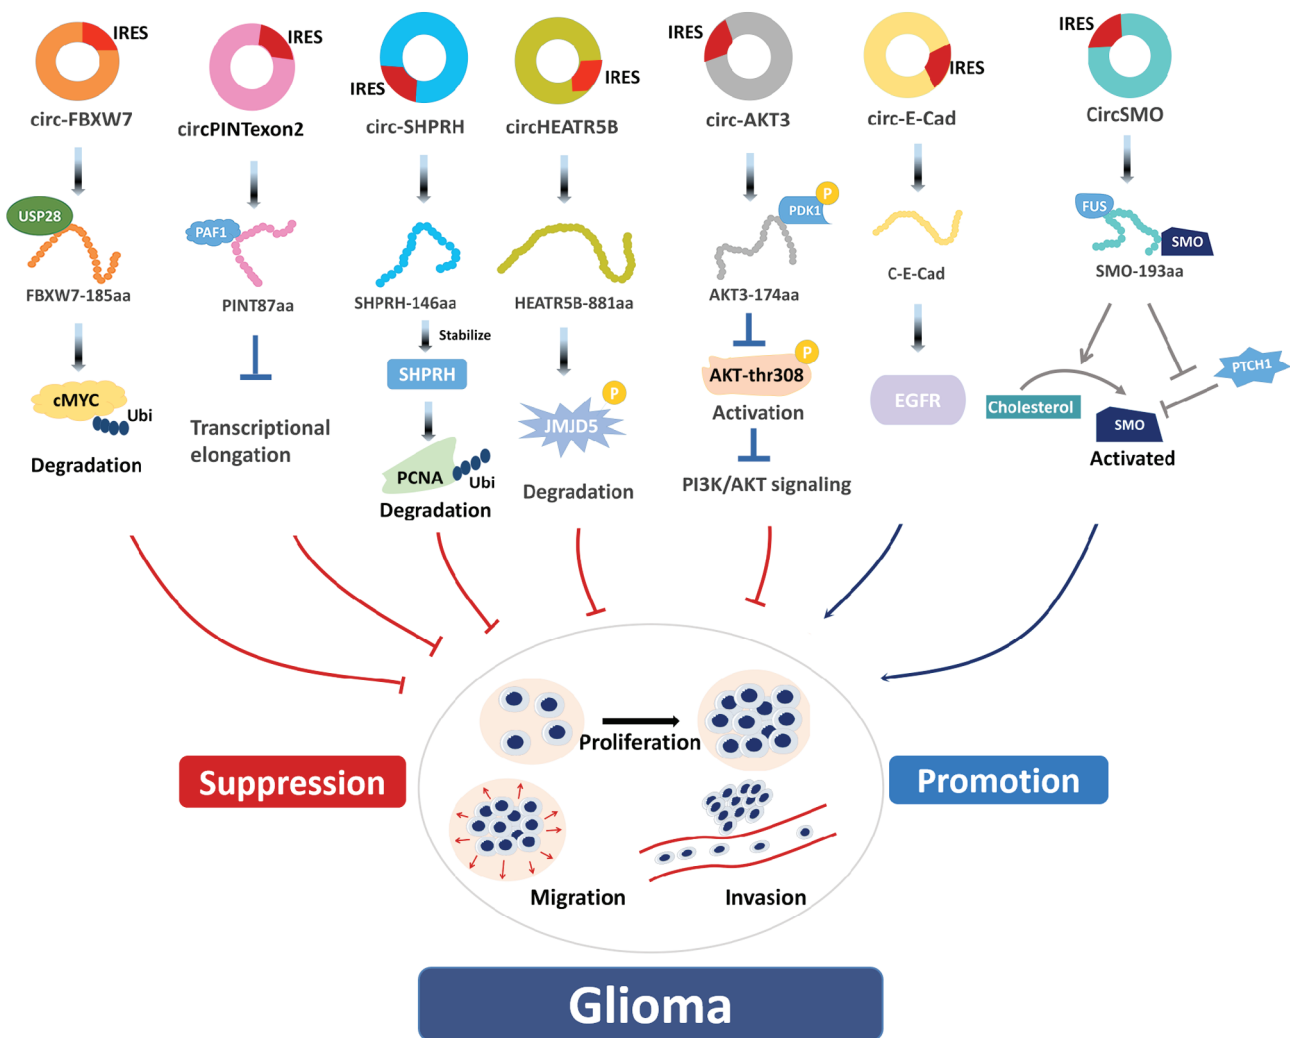 IRES
circ-FBXW7
USP28
FBXW7-185aa
cMYC
Ubi
Degradation
IRES
circPINTexon2
PAF1
PINT87aa
Transcriptional
elongation
IRES
circ-SHPRH
SHPRH-146aa
Stabilize
SHPRH
PCNA
Ubi
Degradation
IRES
circHEATR5B
HEATR5B-881aa
P
JMJD5
Degradation
IRES
circ-AKT3
P
PDK1
AKT3-174aa
P
AKT-thr308
Activation
PI3K/AKT signaling
IRES
circ-E-Cad
C-E-Cad
EGFR
IRES
CircSMO
FUS
SMO
SMO-193aa
PTCH1
Cholesterol
SMO
Activated
Proliferation
Suppression
Promotion
Migration
Invasion
Glioma